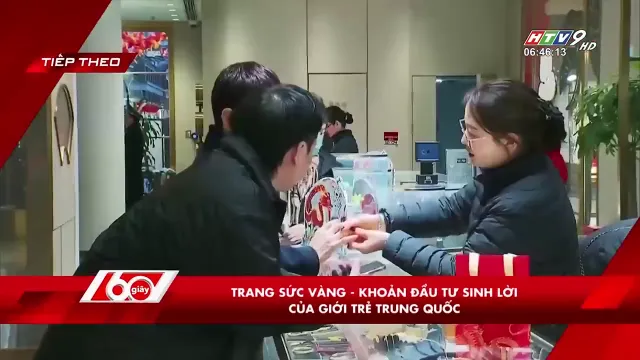 TIẾP THEO
HTV9 HD
06:46:13
60 giây
TRANG SỨC VÀNG - KHOẢN ĐẦU TƯ SINH LỜI
CỦA GIỚI TRẺ TRUNG QUỐC